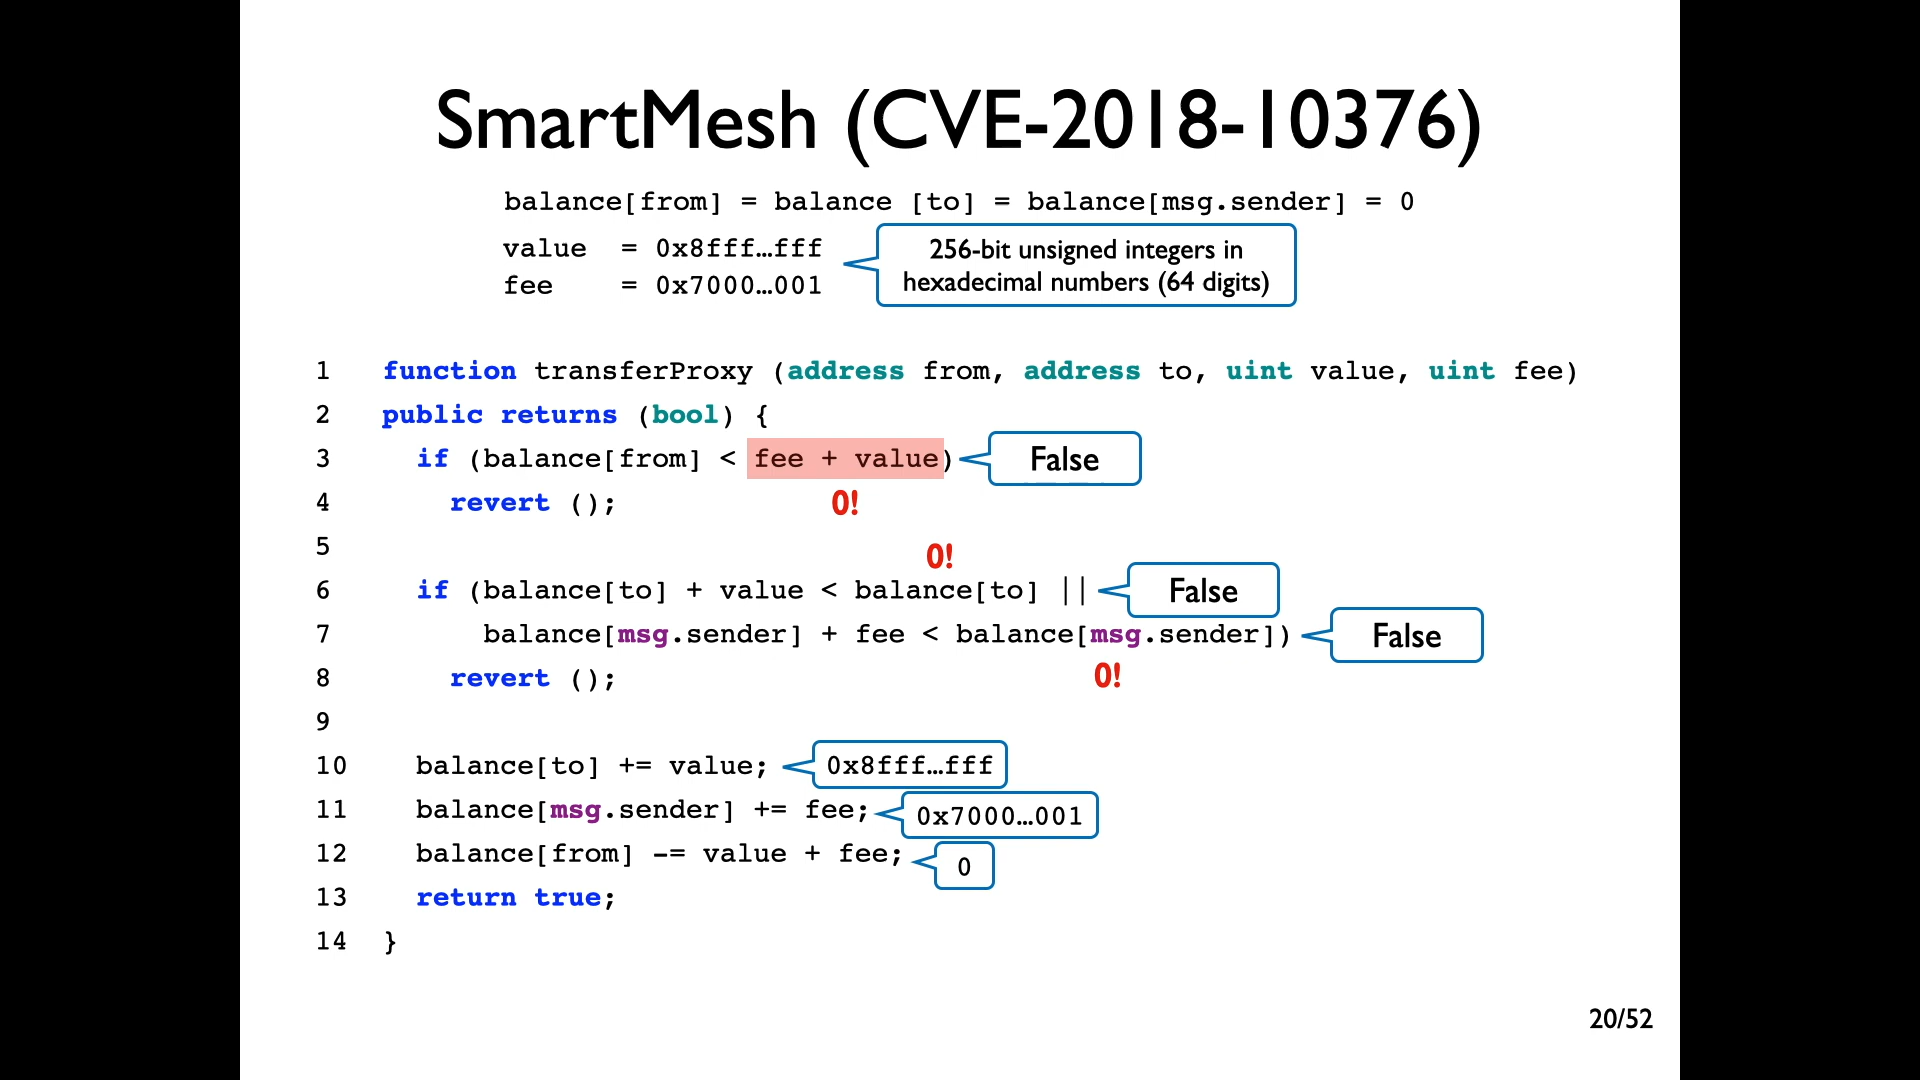 SmartMesh (CVE-2018-10376)
balance[from] = balance [to] = balance[msg.sender] = 0
value = 0x8fff…fff
fee = 0x7000…001
256-bit unsigned integers in
hexadecimal numbers (64 digits)
1 function transferProxy (address from, address to, uint value, uint fee)
2 public returns (bool) {
3 if (balance[from] < fee + value) False
4 revert (); 0!
5 0!
6 if (balance[to] + value < balance[to] || False
7 balance[msg.sender] + fee < balance[msg.sender]) False
8 revert (); 0!
9
10 balance[to] += value; 0x8fff…fff
11 balance[msg.sender] += fee; 0x7000…001
12 balance[from] -= value + fee; 0
13 return true;
14 }
20/52